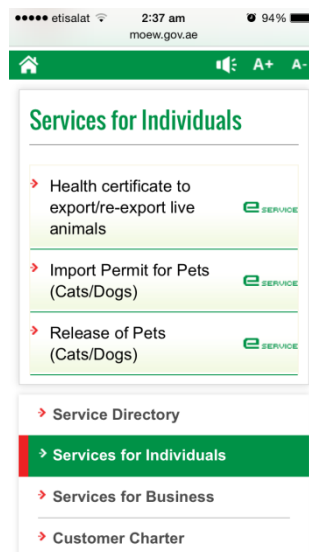 etisalat 2:37 am 94%
moew.gov.ae
A+ A-
Services for Individuals
Health certificate to
export/re-export live
animals
e SERVICE
Import Permit for Pets
(Cats/Dogs)
e SERVICE
Release of Pets
(Cats/Dogs)
e SERVICE
Service Directory
Services for Individuals
Services for Business
Customer Charter